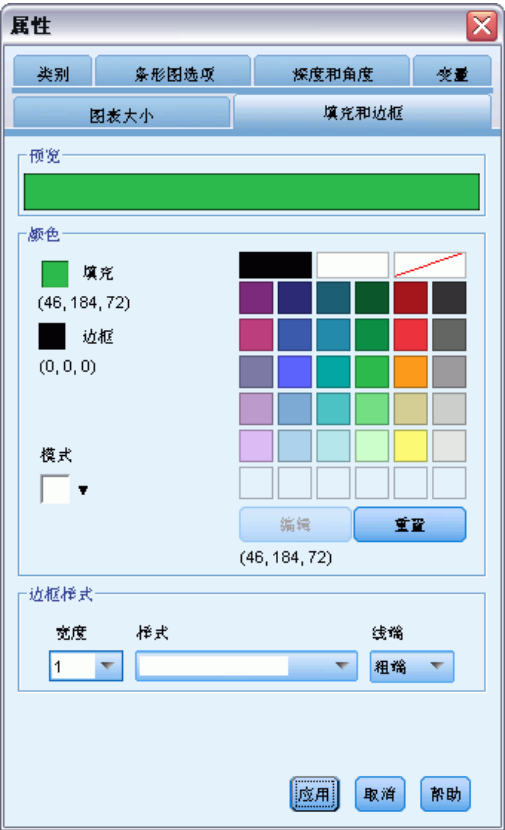 属性
类别 条形图选项 深度和角度 变量
图表大小 填充和边框
预览
颜色
填充
(46, 184, 72)
边框
(0, 0, 0)
模式
编辑 重置
(46, 184, 72)
边框样式
宽度 样式 线端
1 粗端
应用 取消 帮助